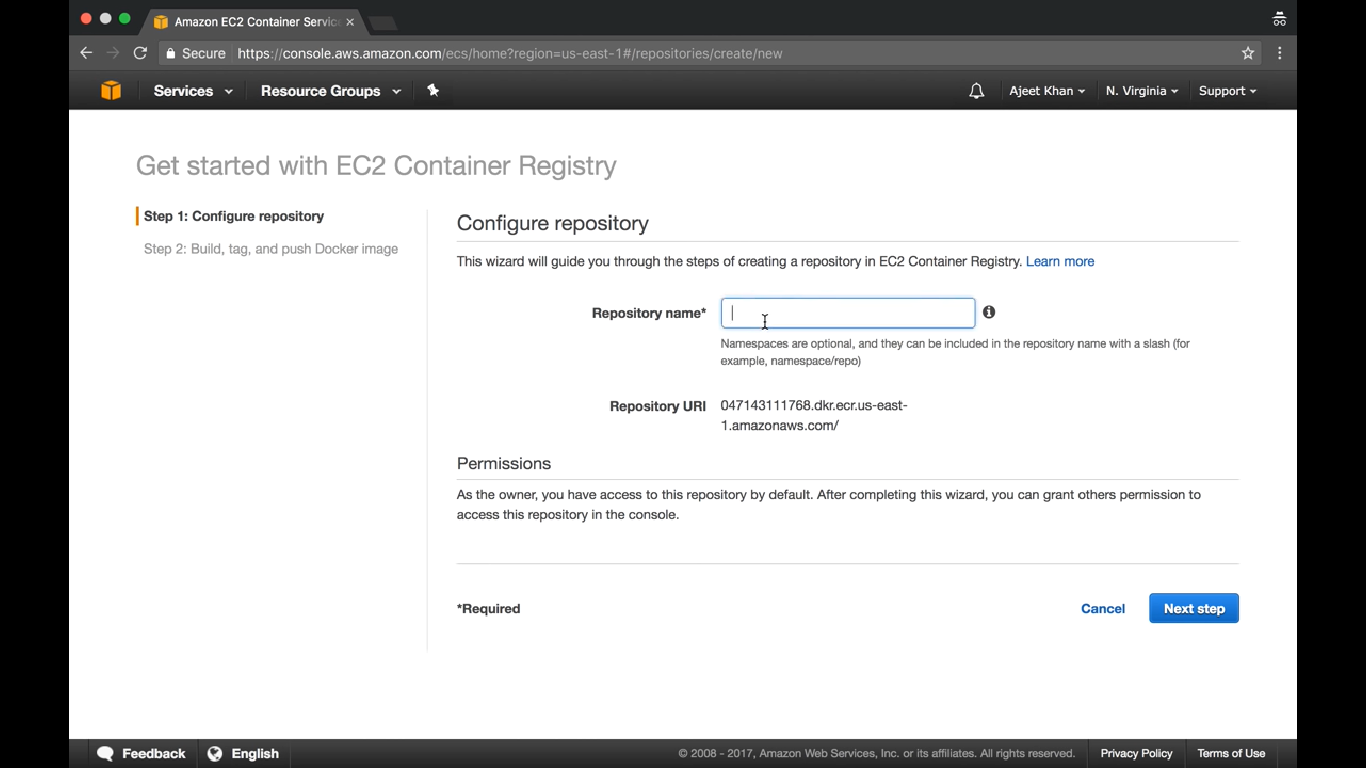 Amazon EC2 Container Servic
Secure https://console.aws.amazon.com/ecs/home?region=us-east-1#/repositories/create/new
Services Resource Groups Ajeet Khan N. Virginia Support
Get started with EC2 Container Registry
Step 1: Configure repository
Step 2: Build, tag, and push Docker image
Configure repository
This wizard will guide you through the steps of creating a repository in EC2 Container Registry. Learn more
Repository name*
Namespaces are optional, and they can be included in the repository name with a slash (for
example, namespace/repo)
Repository URI 047143111768.dkr.ecr.us-east-
1.amazonaws.com/
Permissions
As the owner, you have access to this repository by default. After completing this wizard, you can grant others permission to
access this repository in the console.
*Required Cancel Next step
Feedback English © 2008 - 2017, Amazon Web Services, Inc. or its affiliates. All rights reserved. Privacy Policy Terms of Use